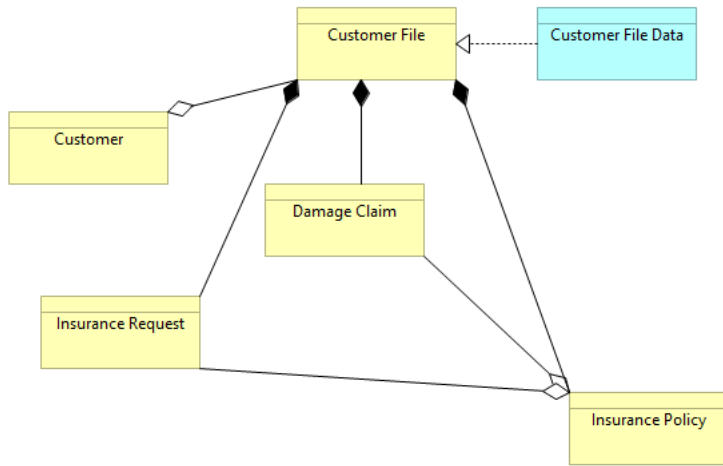 Customer File
Customer File Data
Customer
Damage Claim
Insurance Request
Insurance Policy